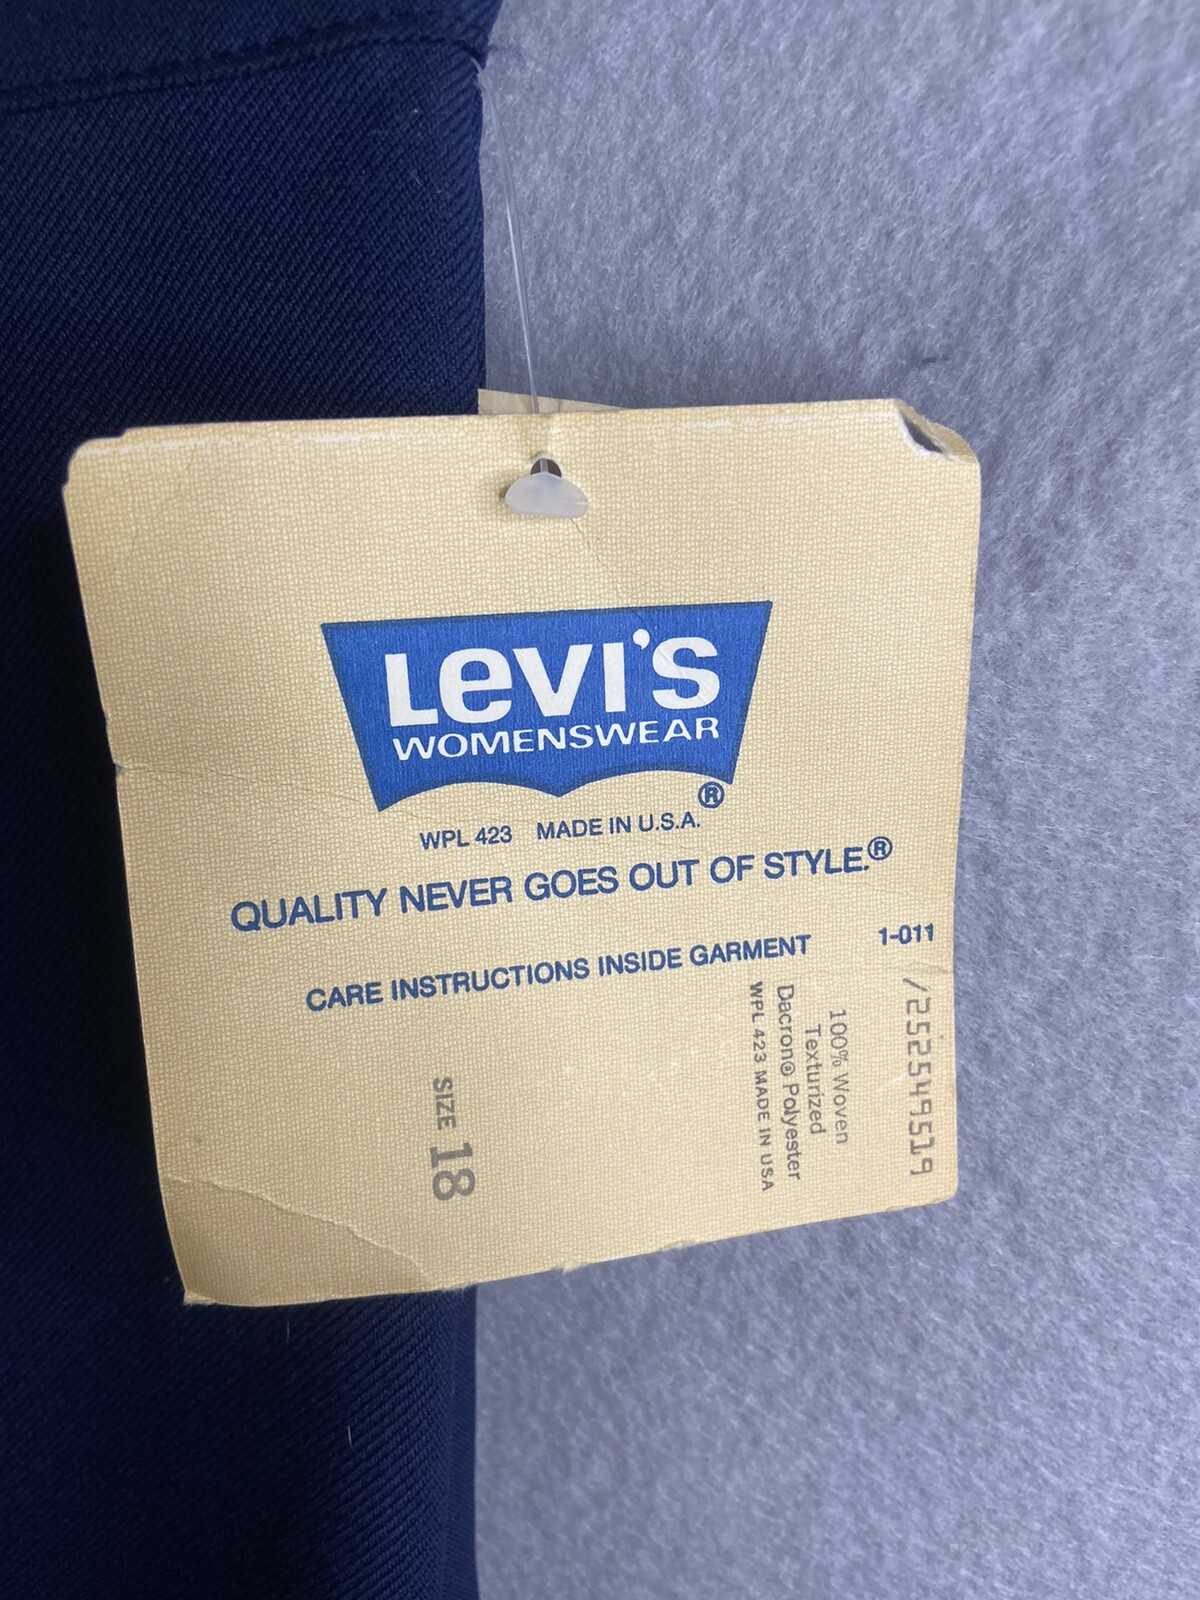 Levi's
WOMENSWEAR
®
WPL 423 MADE IN U.S.A.
QUALITY NEVER GOES OUT OF STYLE.®
CARE INSTRUCTIONS INSIDE GARMENT
1-011
/252549519
100% Woven
Texturized
Dacron® Polyester
WPL 423 MADE IN USA
SIZE 18